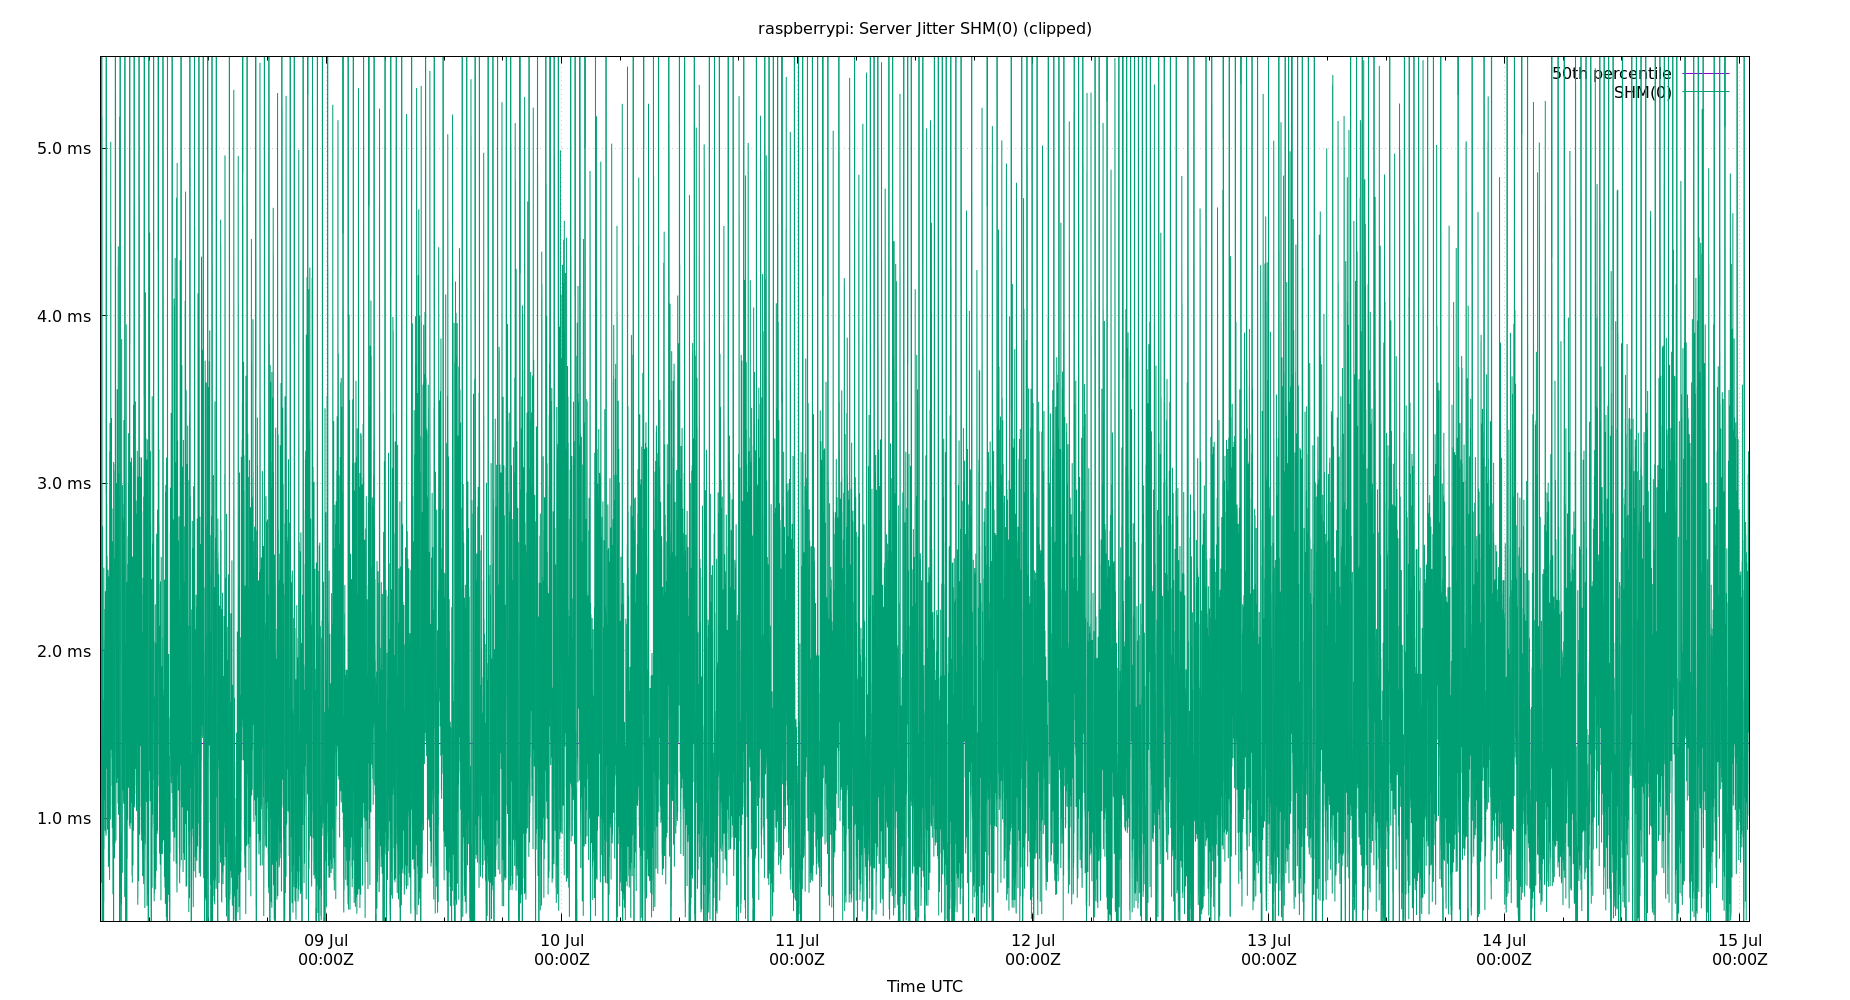 raspberrypi: Server Jitter SHM(0) (clipped)
50th percentile
SHM(0)
5.0 ms
4.0 ms
3.0 ms
2.0 ms
1.0 ms
09 Jul 10 Jul 11 Jul 12 Jul 13 Jul 14 Jul 15 Jul
00:00Z 00:00Z 00:00Z 00:00Z 00:00Z 00:00Z 00:00Z
Time UTC